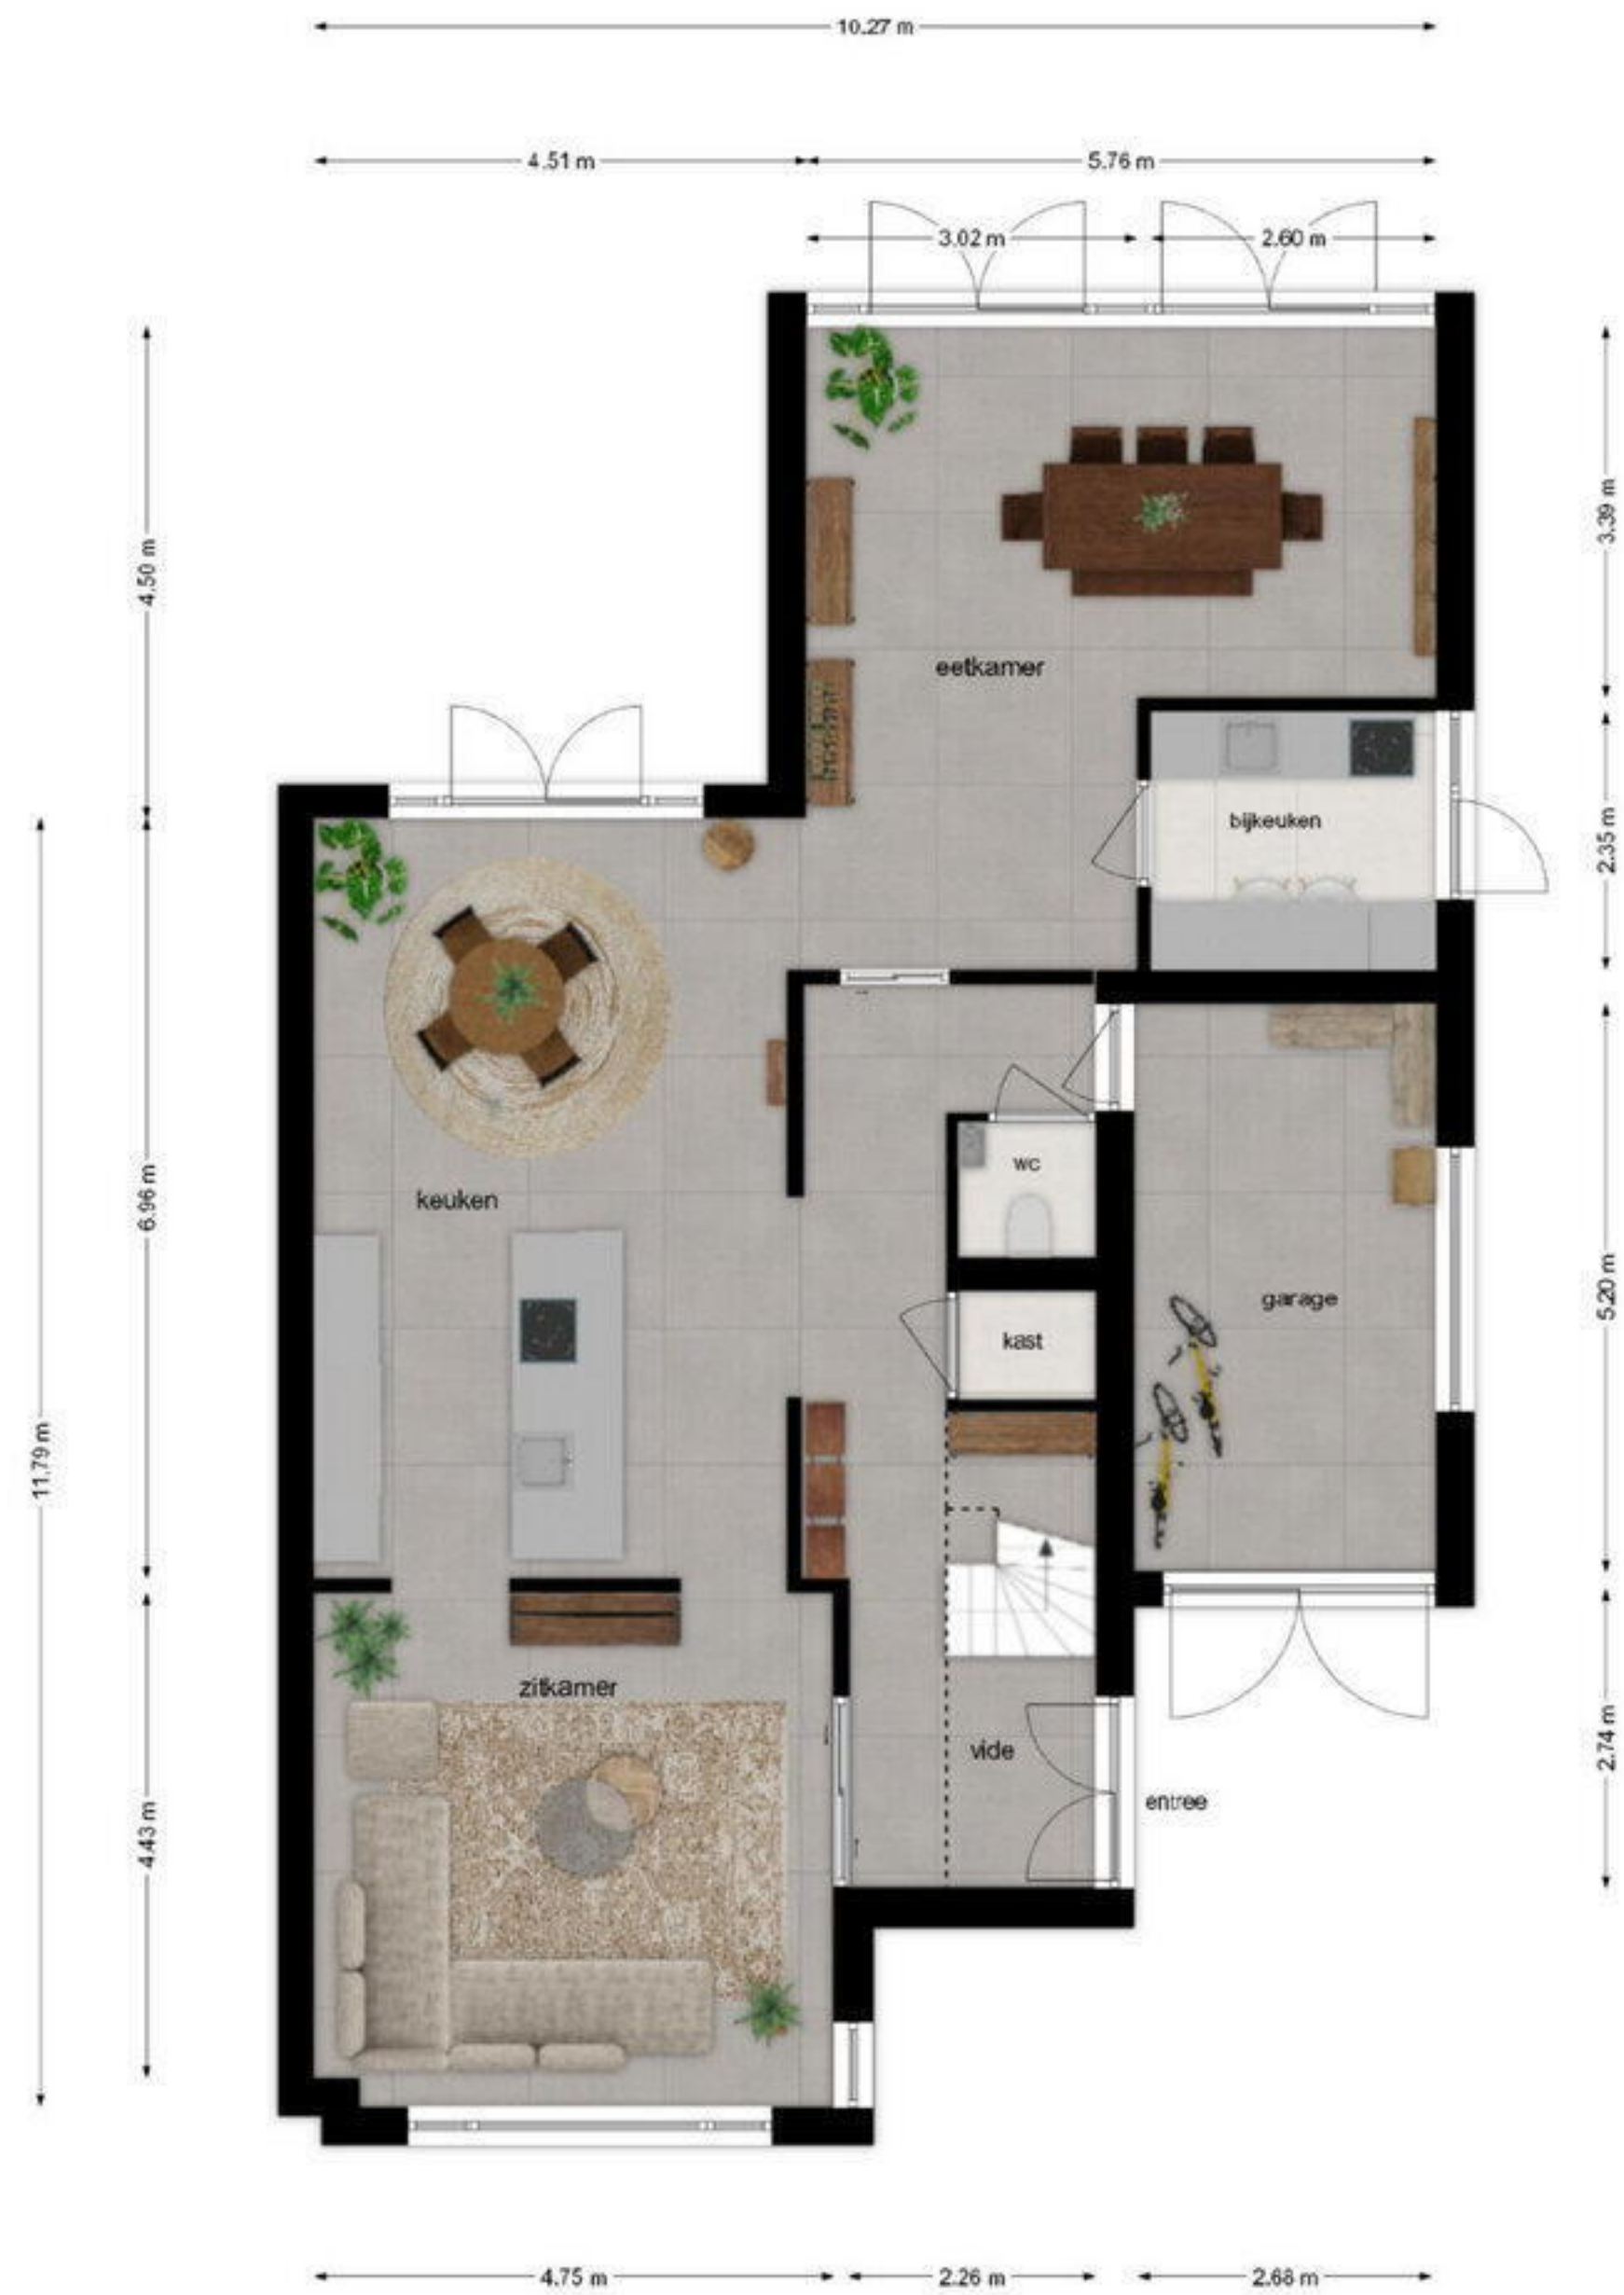 10.27 m
4.51 m
5.76 m
3.02 m
2.60 m
4.50 m
3.39 m
eetkamer
bijkeuken
2.35 m
11.79 m
6.96 m
keuken
wc
kast
garage
5.20 m
zitkamer
vide
entree
2.74 m
4.43 m
4.75 m
2.26 m
2.68 m